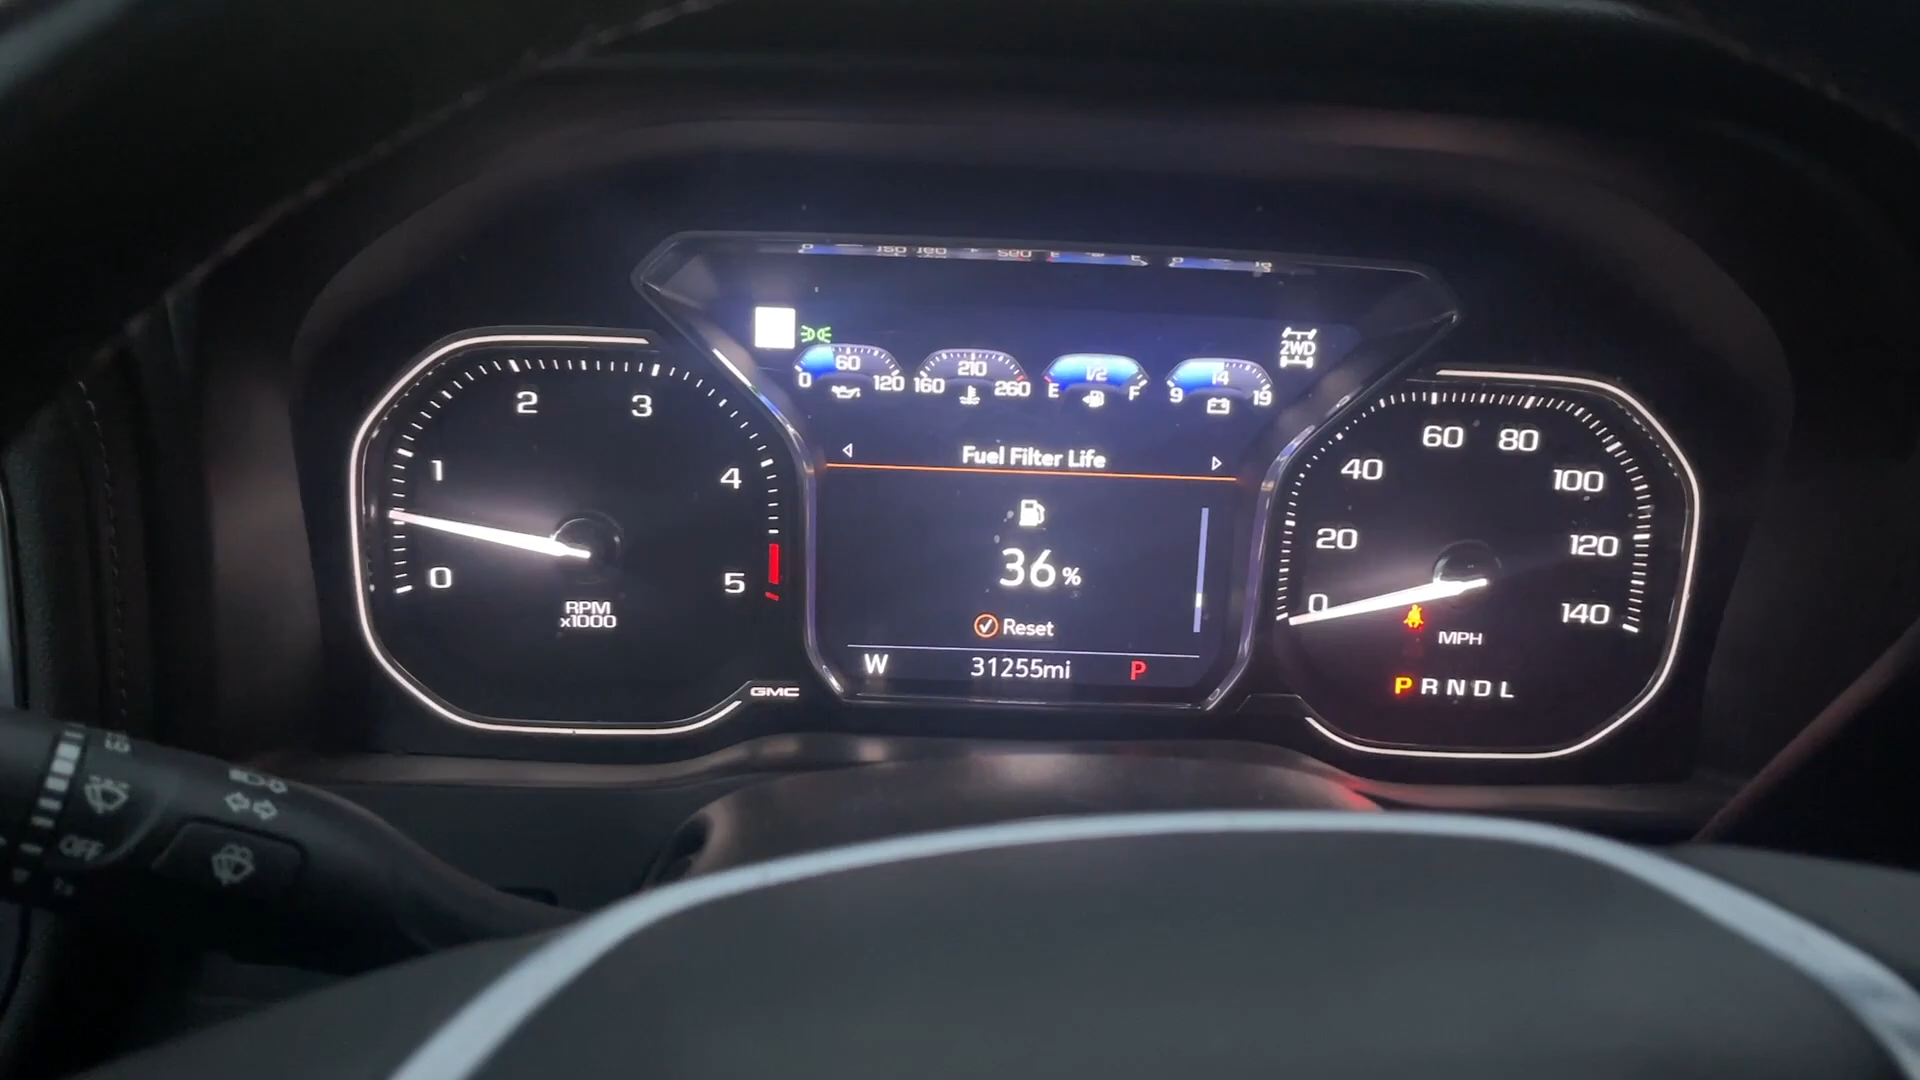 2WD
0 60 120
160 210 260
E 1/2 F
9 14 19
Fuel Filter Life
36 %
Reset
W 31255mi P
0 1 2 3 4 5
RPM
x1000
GMC
0 20 40 60 80 100 120 140
MPH
P R N D L
OFF